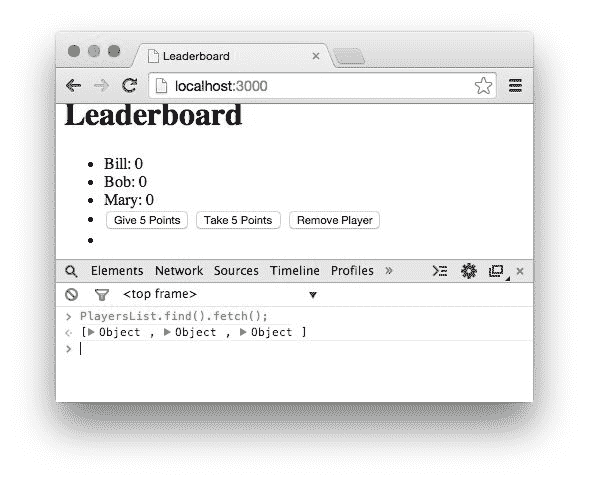 Leaderboard
localhost:3000
Leaderboard
Bill: 0
Bob: 0
Mary: 0
Give 5 Points Take 5 Points Remove Player
Elements Network Sources Timeline Profiles »
<top frame>
> PlayersList.find().fetch();
[▶ Object , ▶ Object , ▶ Object ]
>